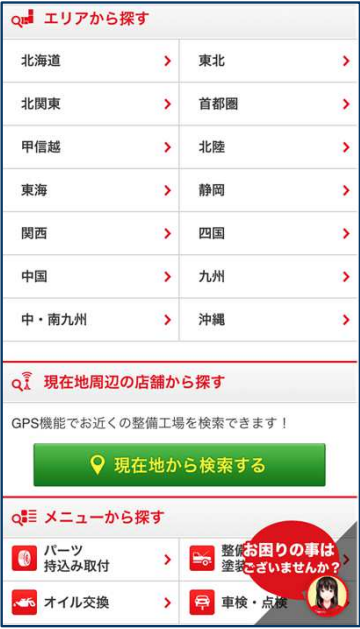 エリアから探す
北海道 東北
北関東 首都圏
甲信越 北陸
東海 静岡
関西 四国
中国 九州
中・南九州 沖縄
現在地周辺の店舗から探す
GPS機能でお近くの整備工場を検索できます！
現在地から検索する
メニューから探す
パーツ
持込み取付
整備
塗装
オイル交換
車検・点検
お困りの事は
ございませんか？